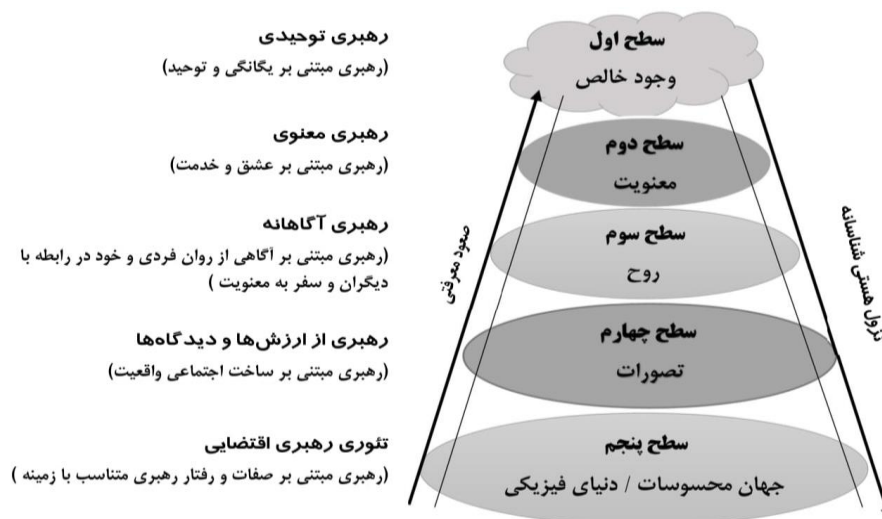 سطح اول
وجود خالص
رهبری توحیدی
(رهبری مبتنی بر یگانگی و توحید)
سطح دوم
معنویت
رهبری معنوی
(رهبری مبتنی بر عشق و خدمت)
سطح سوم
روح
رهبری آگاهانه
(رهبری مبتنی بر آگاهی از روان فردی و خود در رابطه با
دیگران و سفر به معنویت )
سطح چهارم
تصورات
رهبری از ارزش‌ها و دیدگاه‌ها
(رهبری مبتنی بر ساخت اجتماعی واقعیت)
سطح پنجم
جهان محسوسات / دنیای فیزیکی
تئوری رهبری اقتضایی
(رهبری مبتنی بر صفات و رفتار رهبری متناسب با زمینه )
نزول هستی شناسانه
صعود معرفتی